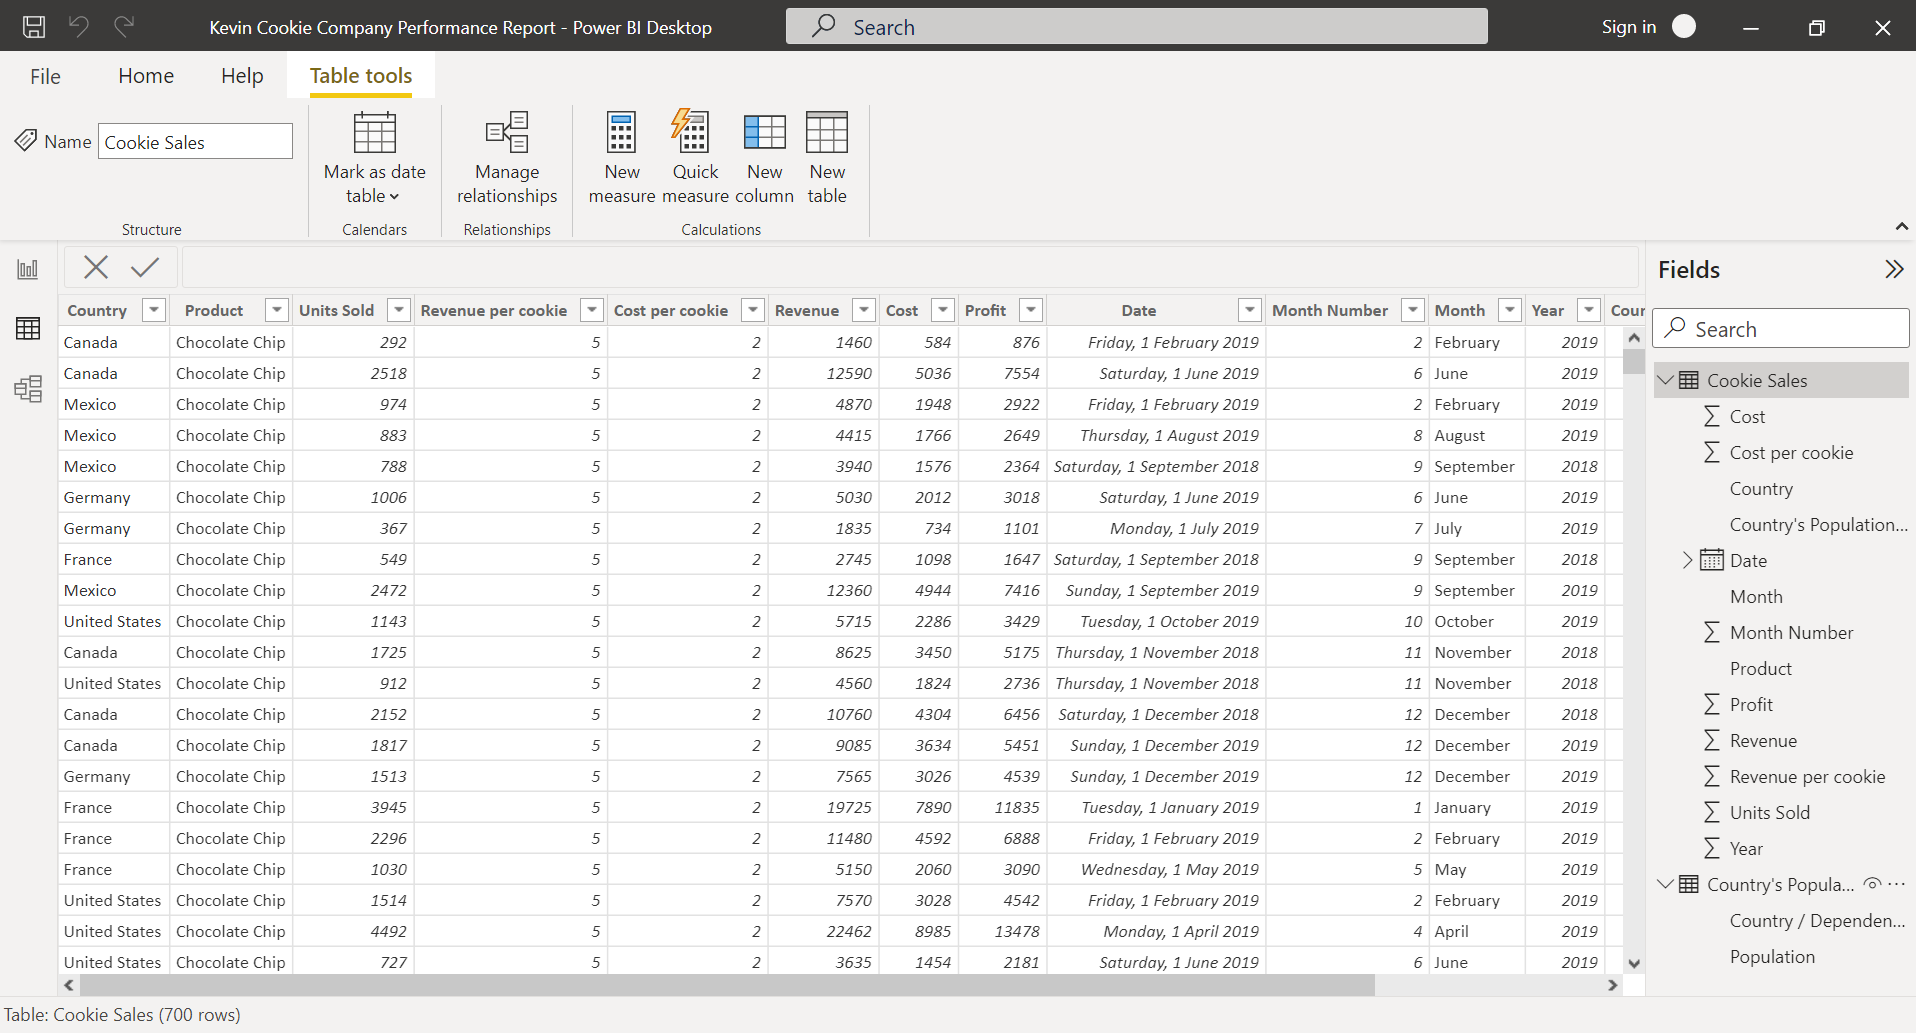 Kevin Cookie Company Performance Report - Power BI Desktop
Search
Sign in
File Home Help Table tools
Name Cookie Sales
Mark as date table
Manage relationships
New measure
Quick measure
New column
New table
Structure Calendars Relationships Calculations
Country Product Units Sold Revenue per cookie Cost per cookie Revenue Cost Profit Date Month Number Month Year Cour
Canada Chocolate Chip 292 5 2 1460 584 876 Friday, 1 February 2019 2 February 2019
Canada Chocolate Chip 2518 5 2 12590 5036 7554 Saturday, 1 June 2019 6 June 2019
Mexico Chocolate Chip 974 5 2 4870 1948 2922 Friday, 1 February 2019 2 February 2019
Mexico Chocolate Chip 883 5 2 4415 1766 2649 Thursday, 1 August 2019 8 August 2019
Mexico Chocolate Chip 788 5 2 3940 1576 2364 Saturday, 1 September 2018 9 September 2018
Germany Chocolate Chip 1006 5 2 5030 2012 3018 Saturday, 1 June 2019 6 June 2019
Germany Chocolate Chip 367 5 2 1835 734 1101 Monday, 1 July 2019 7 July 2019
France Chocolate Chip 549 5 2 2745 1098 1647 Saturday, 1 September 2018 9 September 2018
Mexico Chocolate Chip 2472 5 2 12360 4944 7416 Sunday, 1 September 2019 9 September 2019
United States Chocolate Chip 1143 5 2 5715 2286 3429 Tuesday, 1 October 2019 10 October 2019
Canada Chocolate Chip 1725 5 2 8625 3450 5175 Thursday, 1 November 2018 11 November 2018
United States Chocolate Chip 912 5 2 4560 1824 2736 Thursday, 1 November 2018 11 November 2018
Canada Chocolate Chip 2152 5 2 10760 4304 6456 Saturday, 1 December 2018 12 December 2018
Canada Chocolate Chip 1817 5 2 9085 3634 5451 Sunday, 1 December 2019 12 December 2019
Germany Chocolate Chip 1513 5 2 7565 3026 4539 Sunday, 1 December 2019 12 December 2019
France Chocolate Chip 3945 5 2 19725 7890 11835 Tuesday, 1 January 2019 1 January 2019
France Chocolate Chip 2296 5 2 11480 4592 6888 Friday, 1 February 2019 2 February 2019
France Chocolate Chip 1030 5 2 5150 2060 3090 Wednesday, 1 May 2019 5 May 2019
United States Chocolate Chip 1514 5 2 7570 3028 4542 Friday, 1 February 2019 2 February 2019
United States Chocolate Chip 4492 5 2 22462 8985 13478 Monday, 1 April 2019 4 April 2019
United States Chocolate Chip 727 5 2 3635 1454 2181 Saturday, 1 June 2019 6 June 2019
Fields
Search
Cookie Sales
Cost
Cost per cookie
Country
Country's Population...
Date
Month
Month Number
Product
Profit
Revenue
Revenue per cookie
Units Sold
Year
Country's Popula...
Country / Dependen...
Population
Table: Cookie Sales (700 rows)